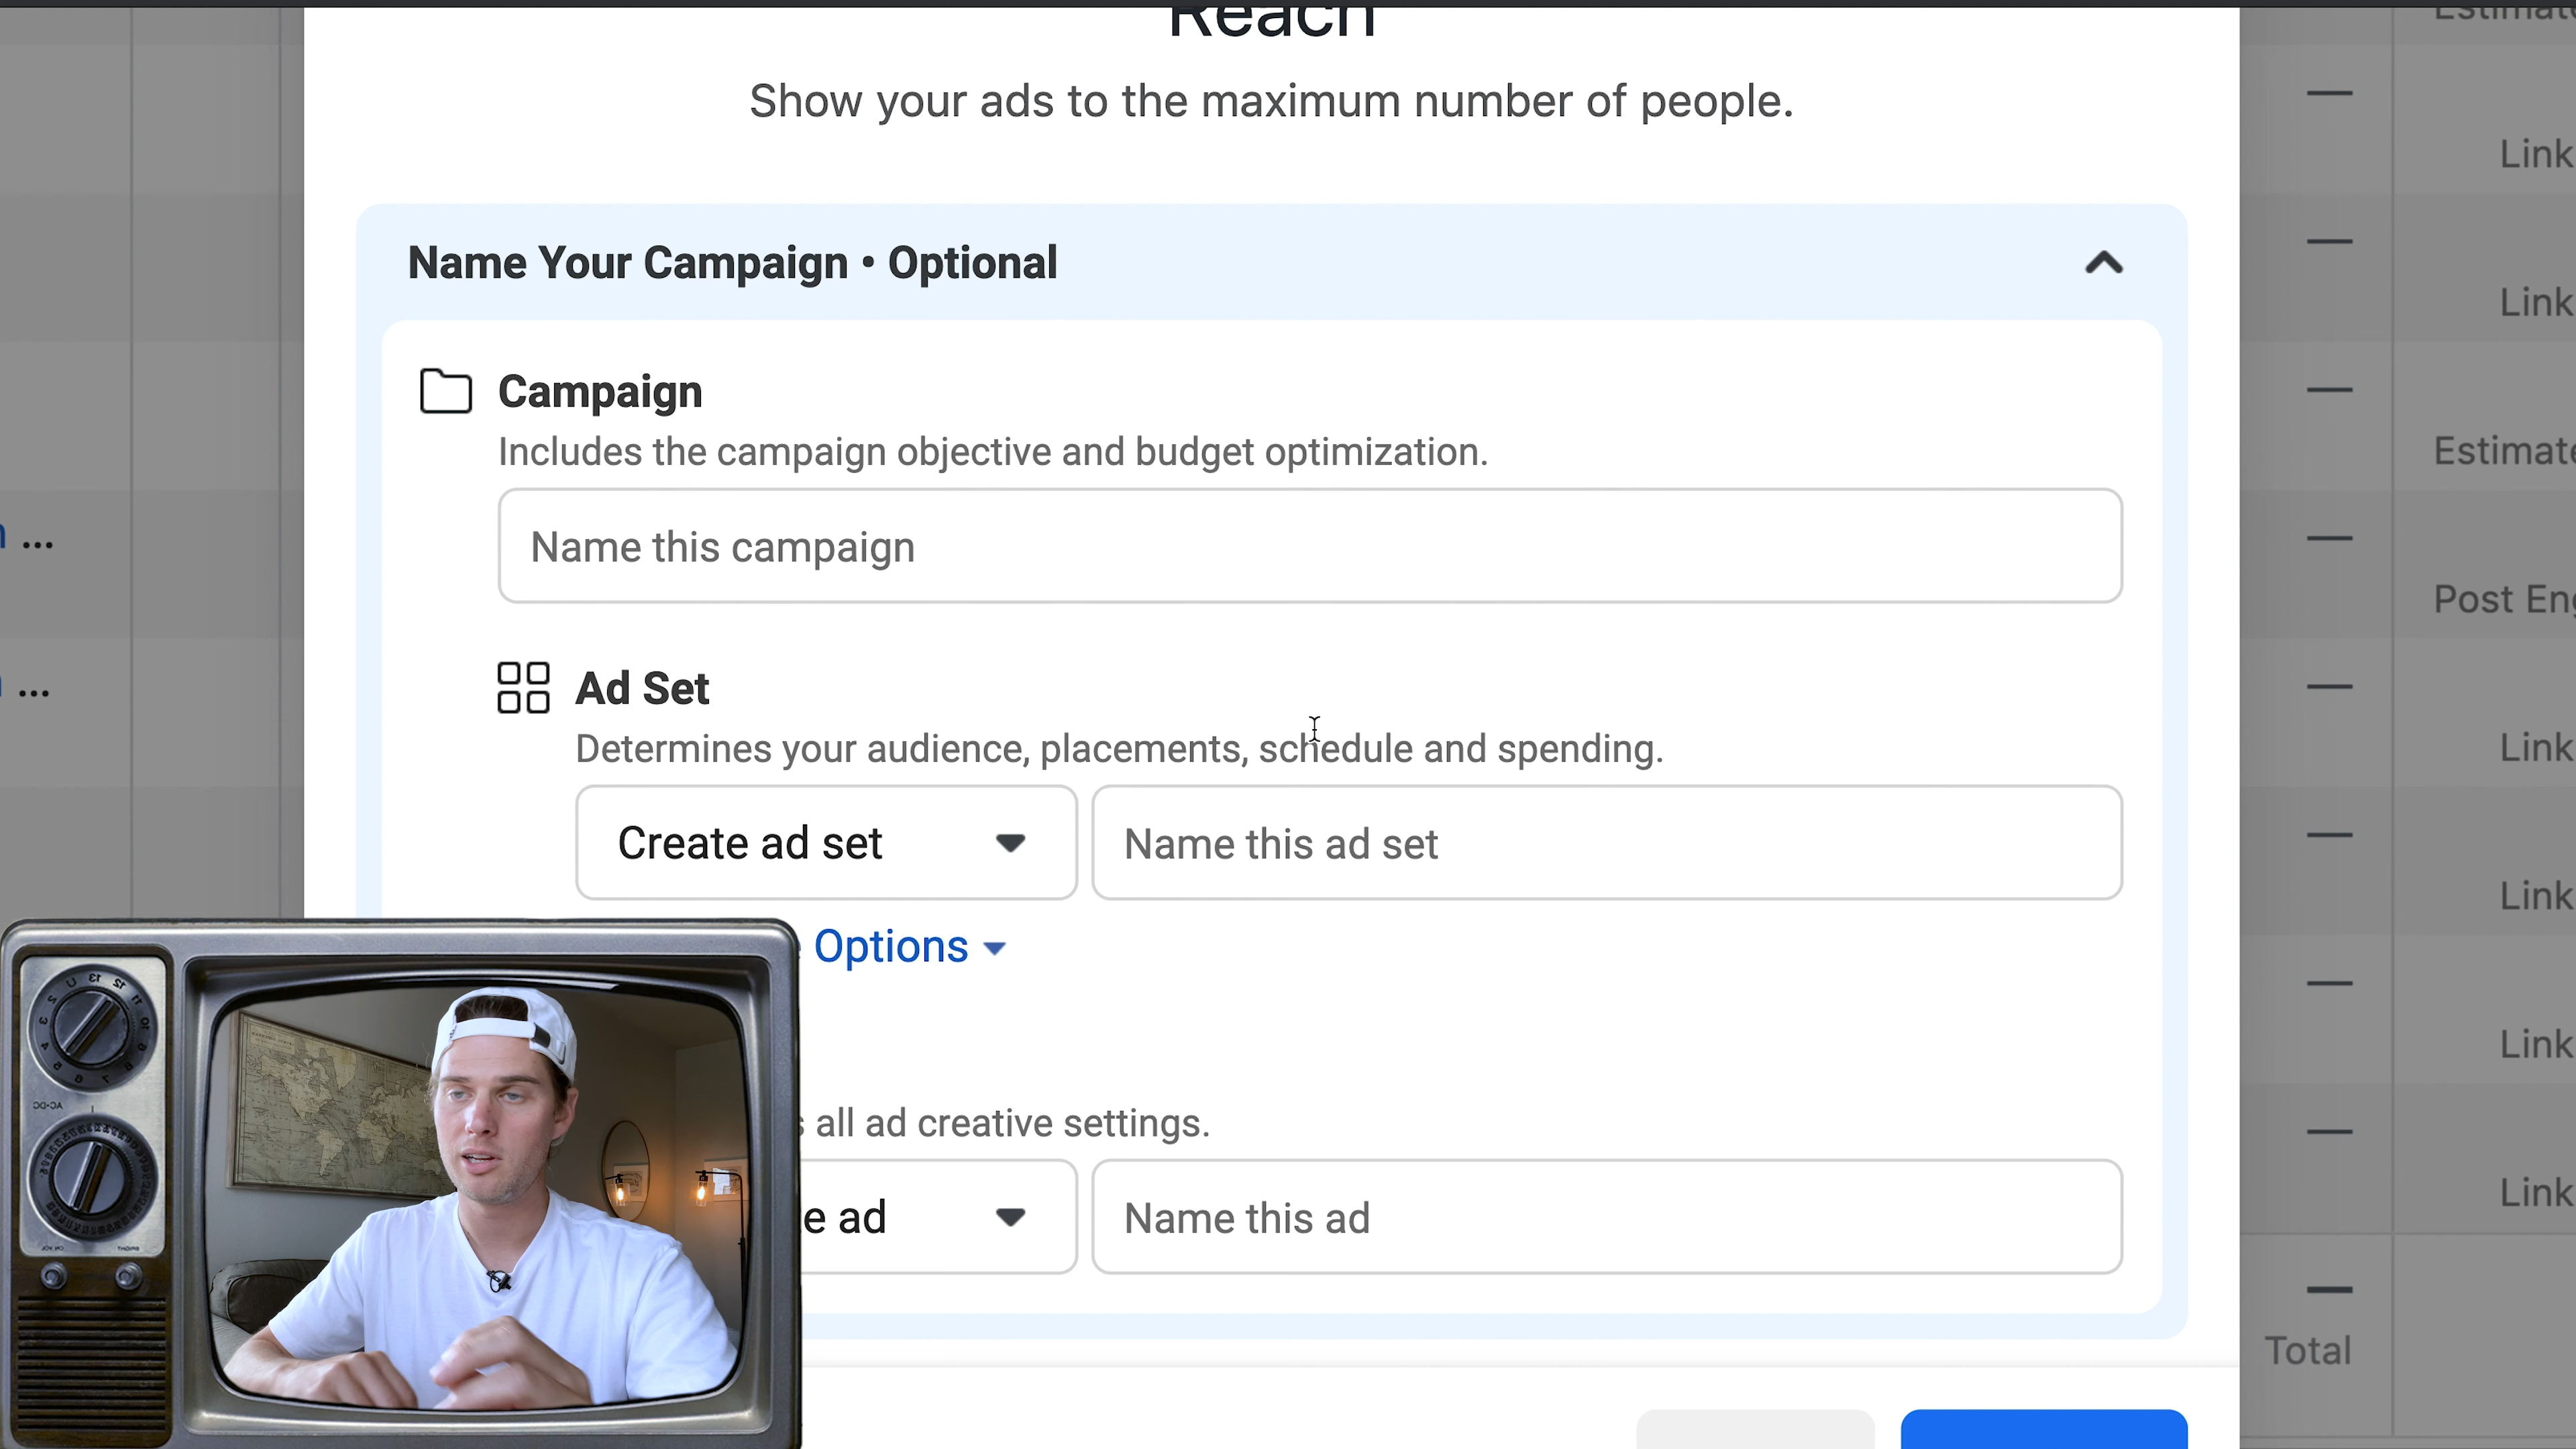 Reach
Show your ads to the maximum number of people.
Name Your Campaign • Optional
Campaign
Includes the campaign objective and budget optimization.
Name this campaign
Ad Set
Determines your audience, placements, schedule and spending.
Create ad set
Name this ad set
Options
all ad creative settings.
e ad
Name this ad
Link
Link
Estimate
Post Eng
Link
Link
Link
Link
Total